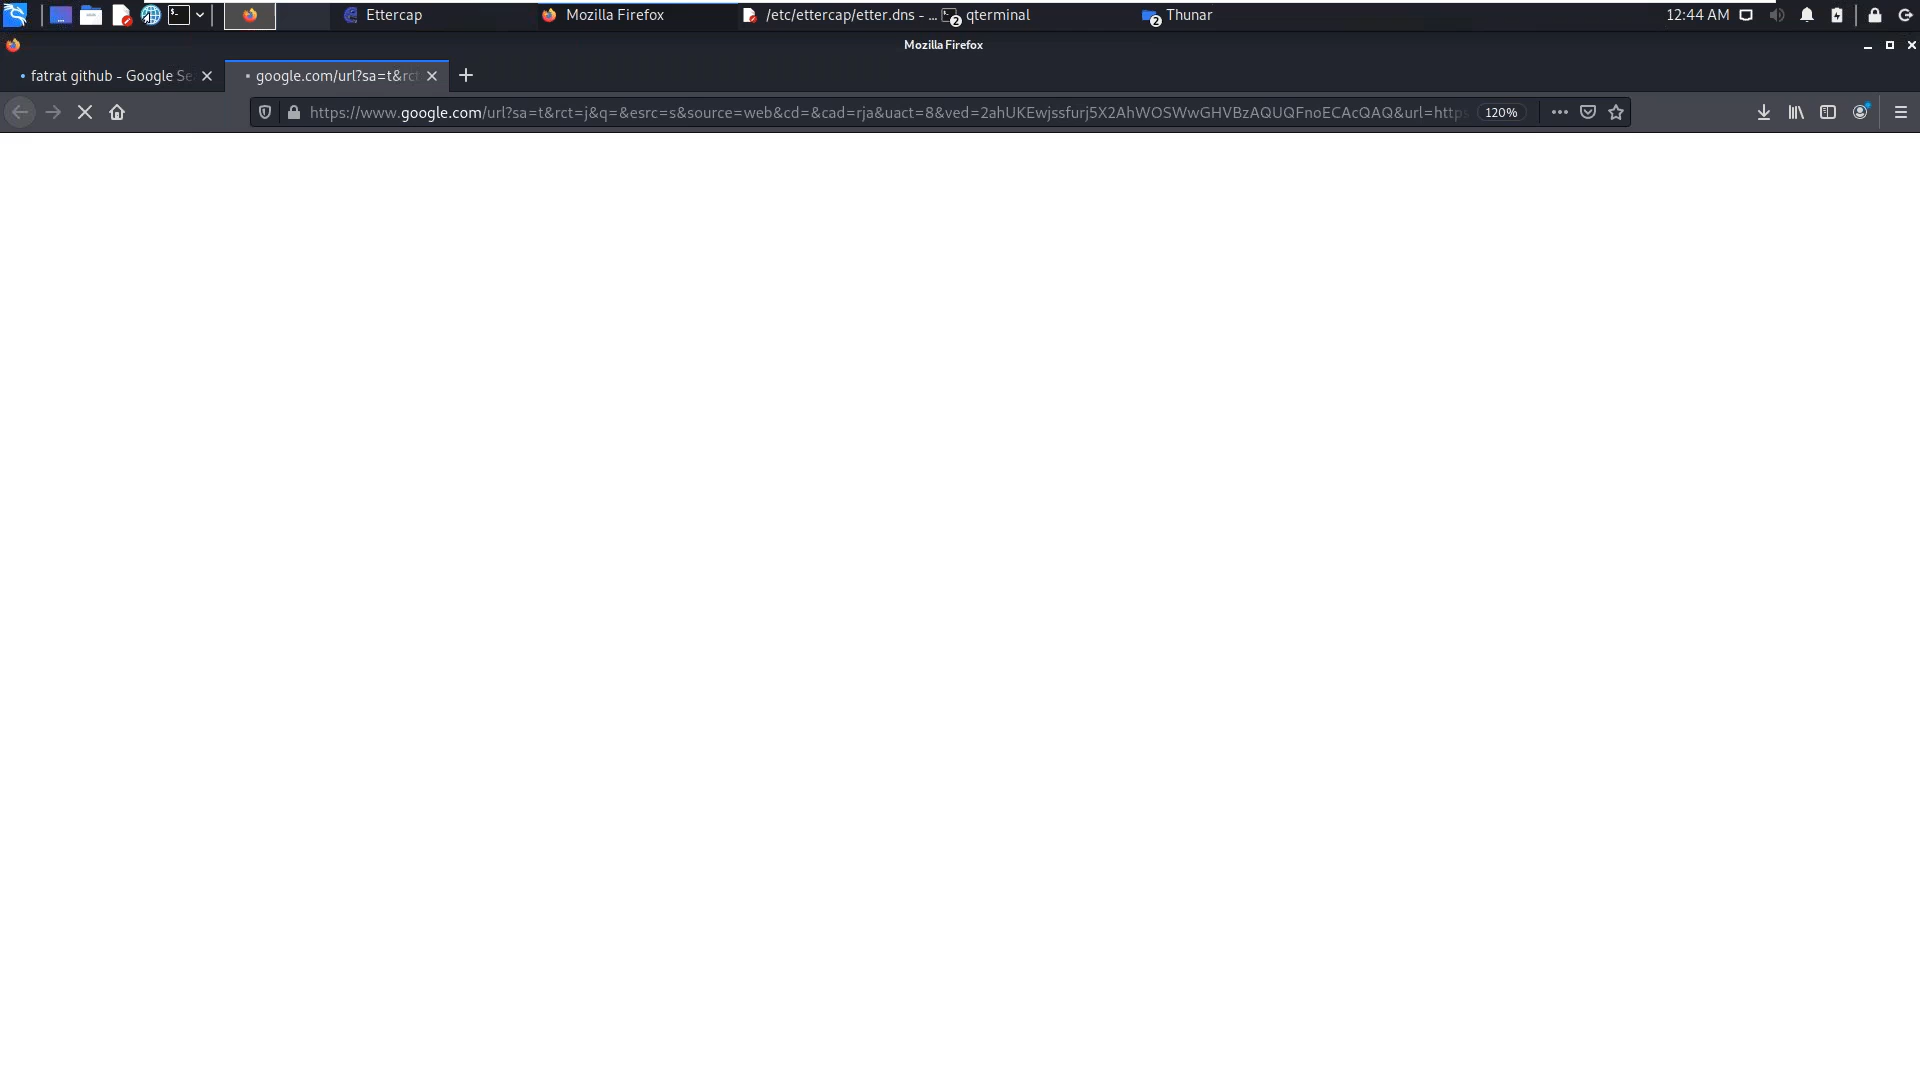 Ettercap
Mozilla Firefox
/etc/ettercap/etter.dns - ...
2 qterminal
2 Thunar
12:44 AM
Mozilla Firefox
fatrat github - Google Se
google.com/url?sa=t&rct
https://www.google.com/url?sa=t&rct=j&q=&esrc=s&source=web&cd=&cad=rja&uact=8&ved=2ahUKEwjssfurj5X2AhWOSWwGHVBzAQUQFnoECAcQAQ&url=https
120%